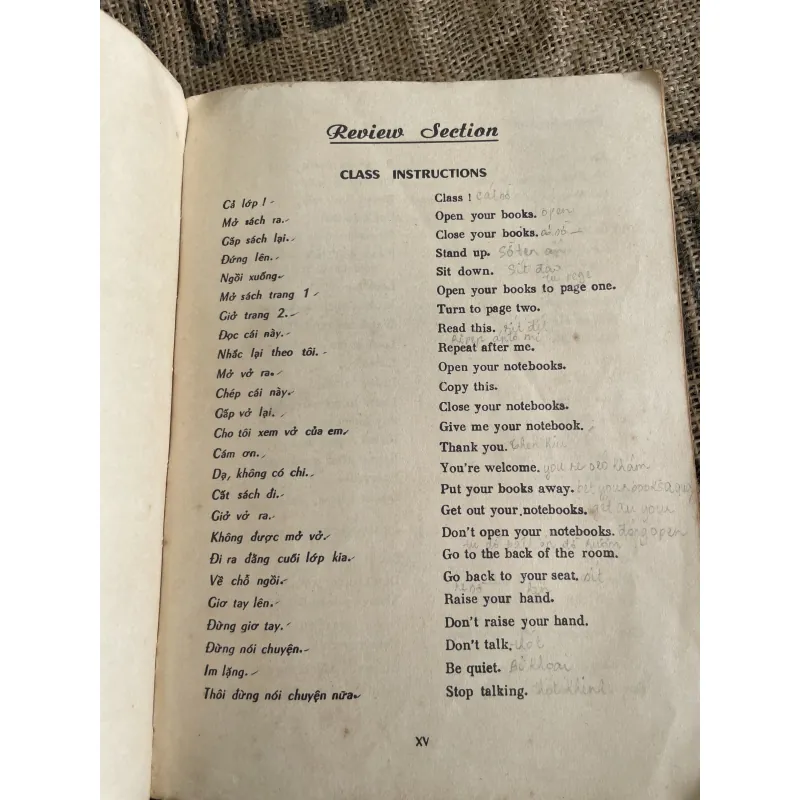 Review Section
CLASS INSTRUCTIONS
Cả lớp ! Class !
Mở sách ra. Open your books. open
Gấp sách lại. Close your books.
Đứng lên. Stand up.
Ngồi xuống. Sit down.
Mở sách trang 1 Open your books to page one.
Giở trang 2. Turn to page two.
Đọc cái này. Read this.
Nhắc lại theo tôi. Repeat after me.
Mở vở ra. Open your notebooks.
Chép cái này. Copy this.
Gấp vở lại. Close your notebooks.
Cho tôi xem vở của em. Give me your notebook.
Cám ơn. Thank you.
Dạ, không có chi. You're welcome.
Cất sách đi. Put your books away.
Giở vở ra. Get out your notebooks.
Không được mở vở. Don't open your notebooks.
Đi ra đằng cuối lớp kia. Go to the back of the room.
Về chỗ ngồi. Go back to your seat.
Giơ tay lên. Raise your hand.
Đừng giơ tay. Don't raise your hand.
Đừng nói chuyện. Don't talk.
Im lặng. Be quiet.
Thôi đừng nói chuyện nữa. Stop talking.
XV